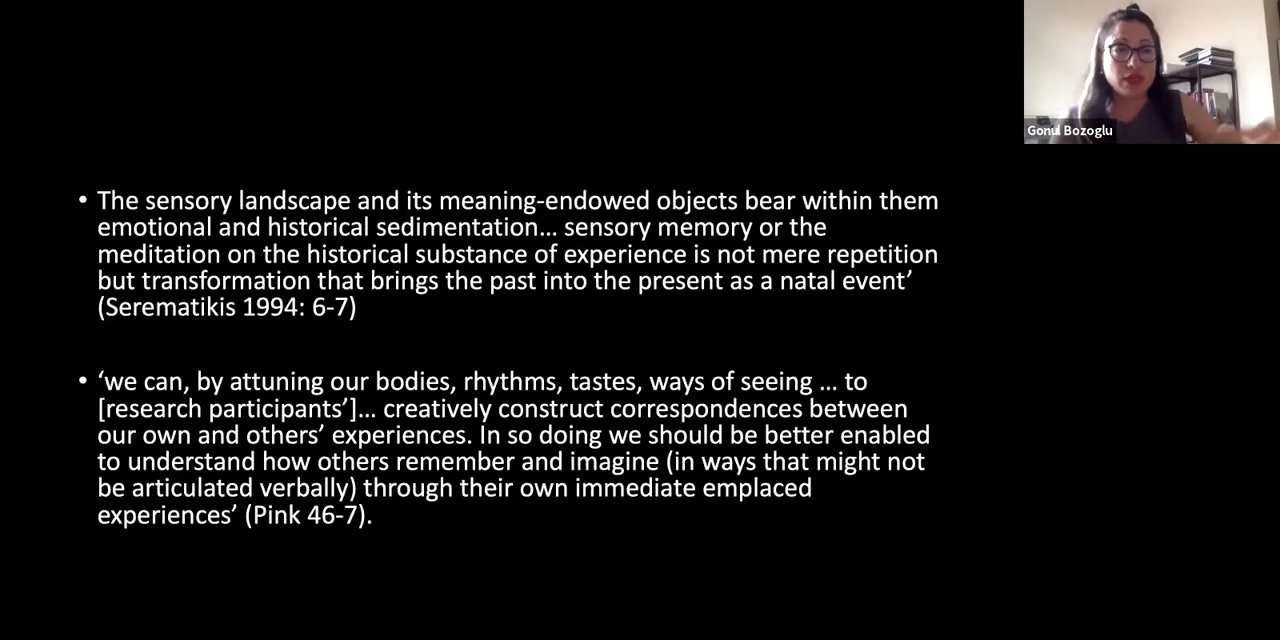 Gonul Bozoglu
• The sensory landscape and its meaning-endowed objects bear within them
emotional and historical sedimentation... sensory memory or the
meditation on the historical substance of experience is not mere repetition
but transformation that brings the past into the present as a natal event’
(Serematikis 1994: 6-7)
• ‘we can, by attuning our bodies, rhythms, tastes, ways of seeing ... to
[research participants’]... creatively construct correspondences between
our own and others’ experiences. In so doing we should be better enabled
to understand how others remember and imagine (in ways that might not
be articulated verbally) through their own immediate emplaced
experiences’ (Pink 46-7).